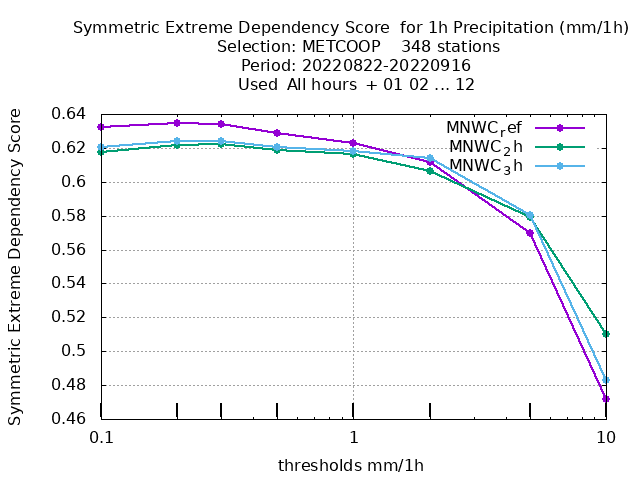 Symmetric Extreme Dependency Score  for 1h Precipitation (mm/1h)
Selection: METCOOP    348 stations
Period: 20220822-20220916
Used  All hours  + 01 02 ... 12
Symmetric Extreme Dependency Score
0.64
0.62
0.6
0.58
0.56
0.54
0.52
0.5
0.48
0.46
MNWC_ref
MNWC_2h
MNWC_3h
0.1
1
10
thresholds mm/1h